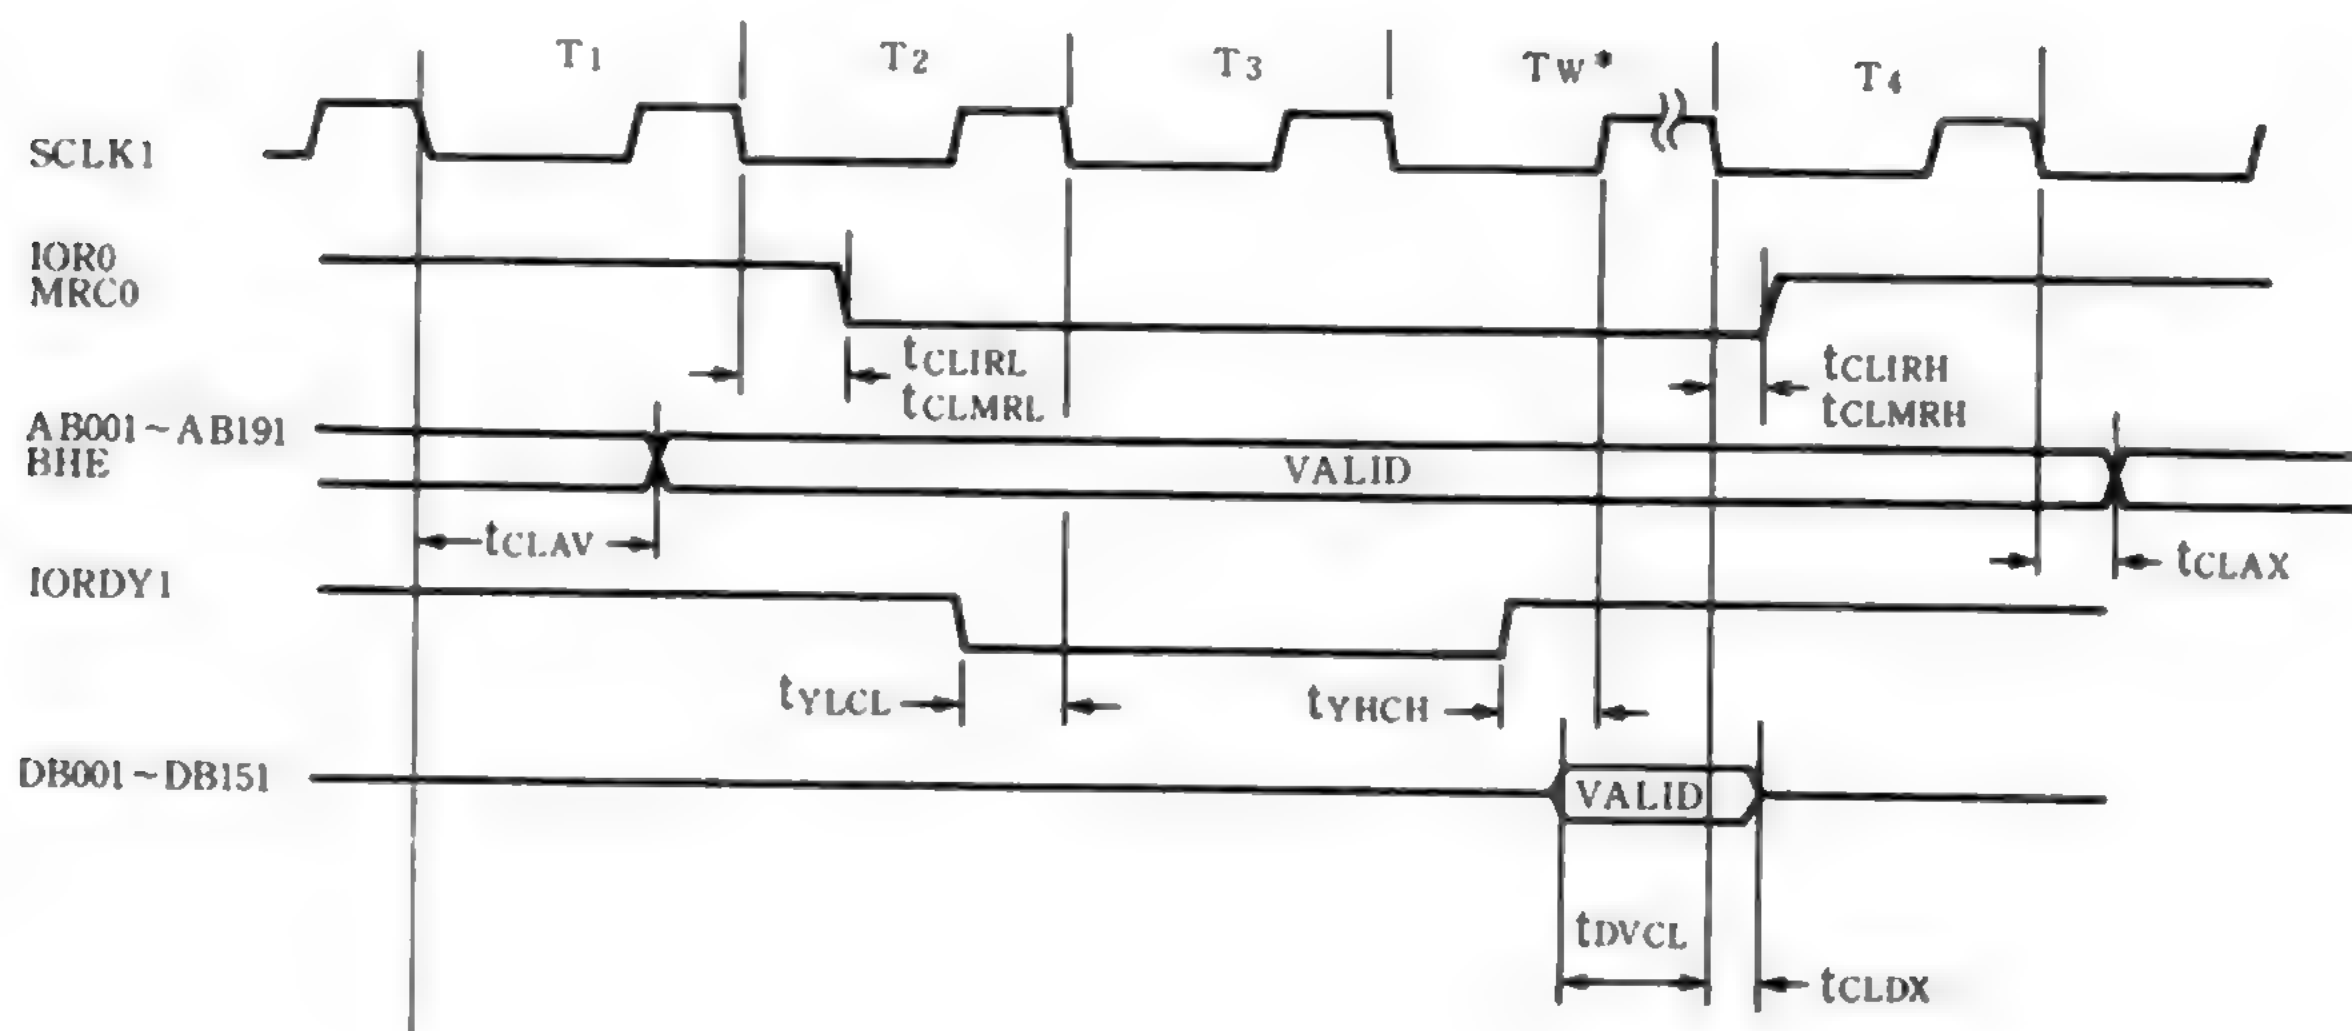 T1 T2 T3 TW* T4
SCLK1
IOR0
MRC0
tCLIRL
tCLMRL
tCLIRH
tCLMRH
AB001~AB191
BHE
VALID
tCLAV
tCLAX
IORDY1
tYLCL
tYHCH
DB001~DB151
VALID
tDVCL
tCLDX